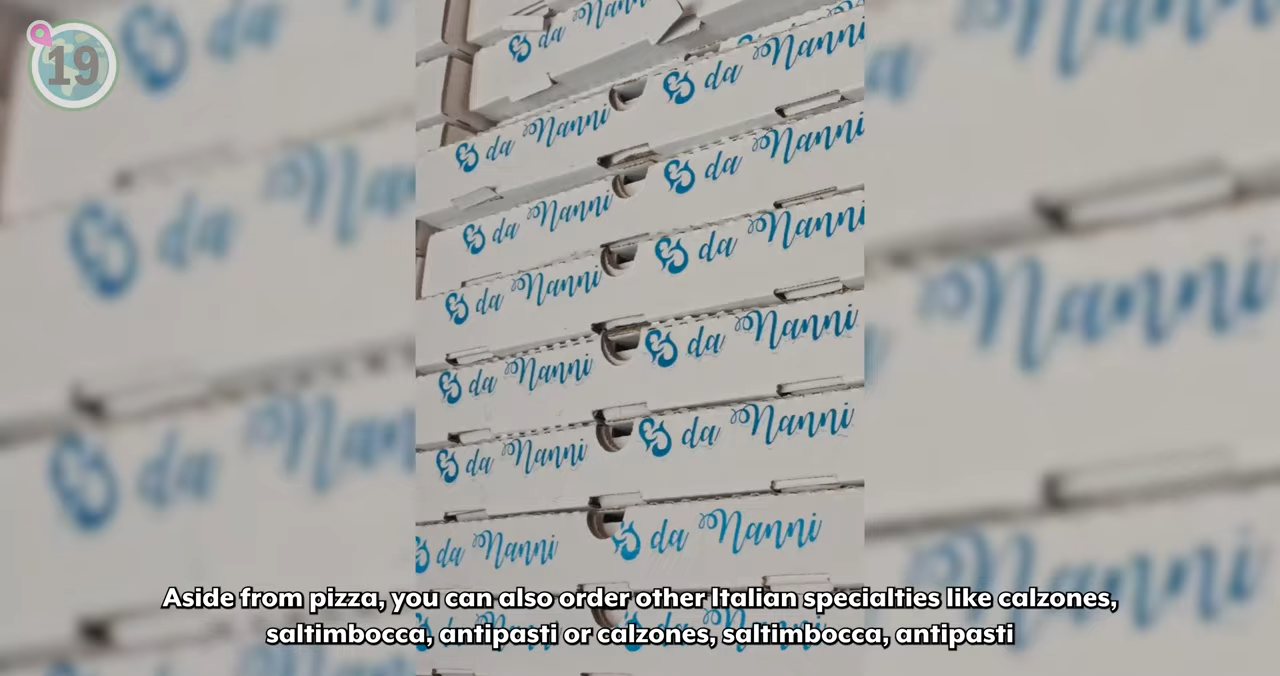 19
da Nanni
da Nanni
da Nanni
da Nanni
da Nanni
da Nanni
da Nanni
da Nanni
da Nanni
da Nanni
da Nanni
da Nanni
da Nanni
da Nanni
Aside from pizza, you can also order other Italian specialties like calzones,
saltimbocca, antipasti or calzones, saltimbocca, antipasti